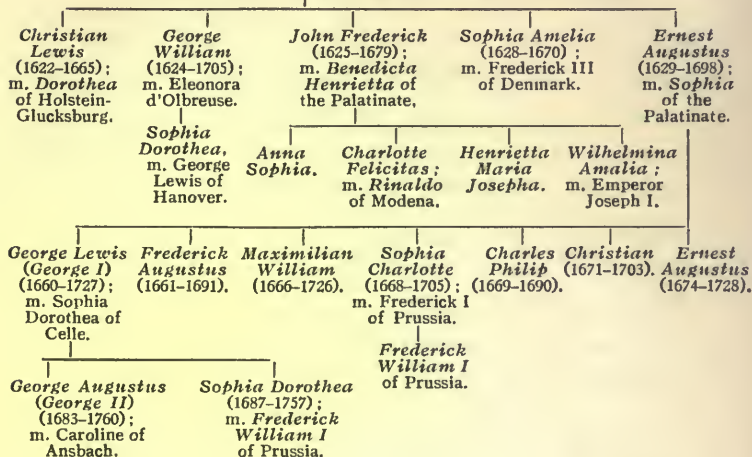 Christian
Lewis
(1622–1665);
m. Dorothea
of Holstein-
Glucksburg.
George
William
(1624–1705);
m. Eleonora
d'Olbreuse.
John Frederick
(1625–1679);
m. Benedicta
Henrietta of
the Palatinate,
Sophia Amelia
(1628–1670);
m. Frederick III
of Denmark.
Ernest
Augustus
(1629–1698);
m. Sophia
of the
Palatinate.
Sophia
Dorothea,
m. George
Lewis of
Hanover.
Anna
Sophia.
Charlotte
Felicitas;
m. Rinaldo
of Modena.
Henrietta
Maria
Josepha.
Wilhelmina
Amalia;
m. Emperor
Joseph I.
George Lewis
(George I)
(1660–1727);
m. Sophia
Dorothea of
Celle.
Frederick
Augustus
(1661–1691).
Maximilian
William
(1666–1726).
Sophia
Charlotte
(1668–1705);
m. Frederick I
of Prussia.
Charles
Philip
(1669–1690).
Christian
(1671–1703).
Ernest
Augustus
(1674–1728).
Frederick
William I
of Prussia.
George Augustus
(George II)
(1683–1760);
m. Caroline of
Ansbach.
Sophia Dorothea
(1687–1757);
m. Frederick
William I
of Prussia.